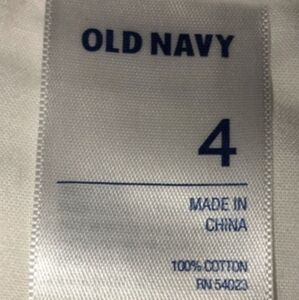 OLD NAVY
4
MADE IN
CHINA
100% COTTON
RN 54023